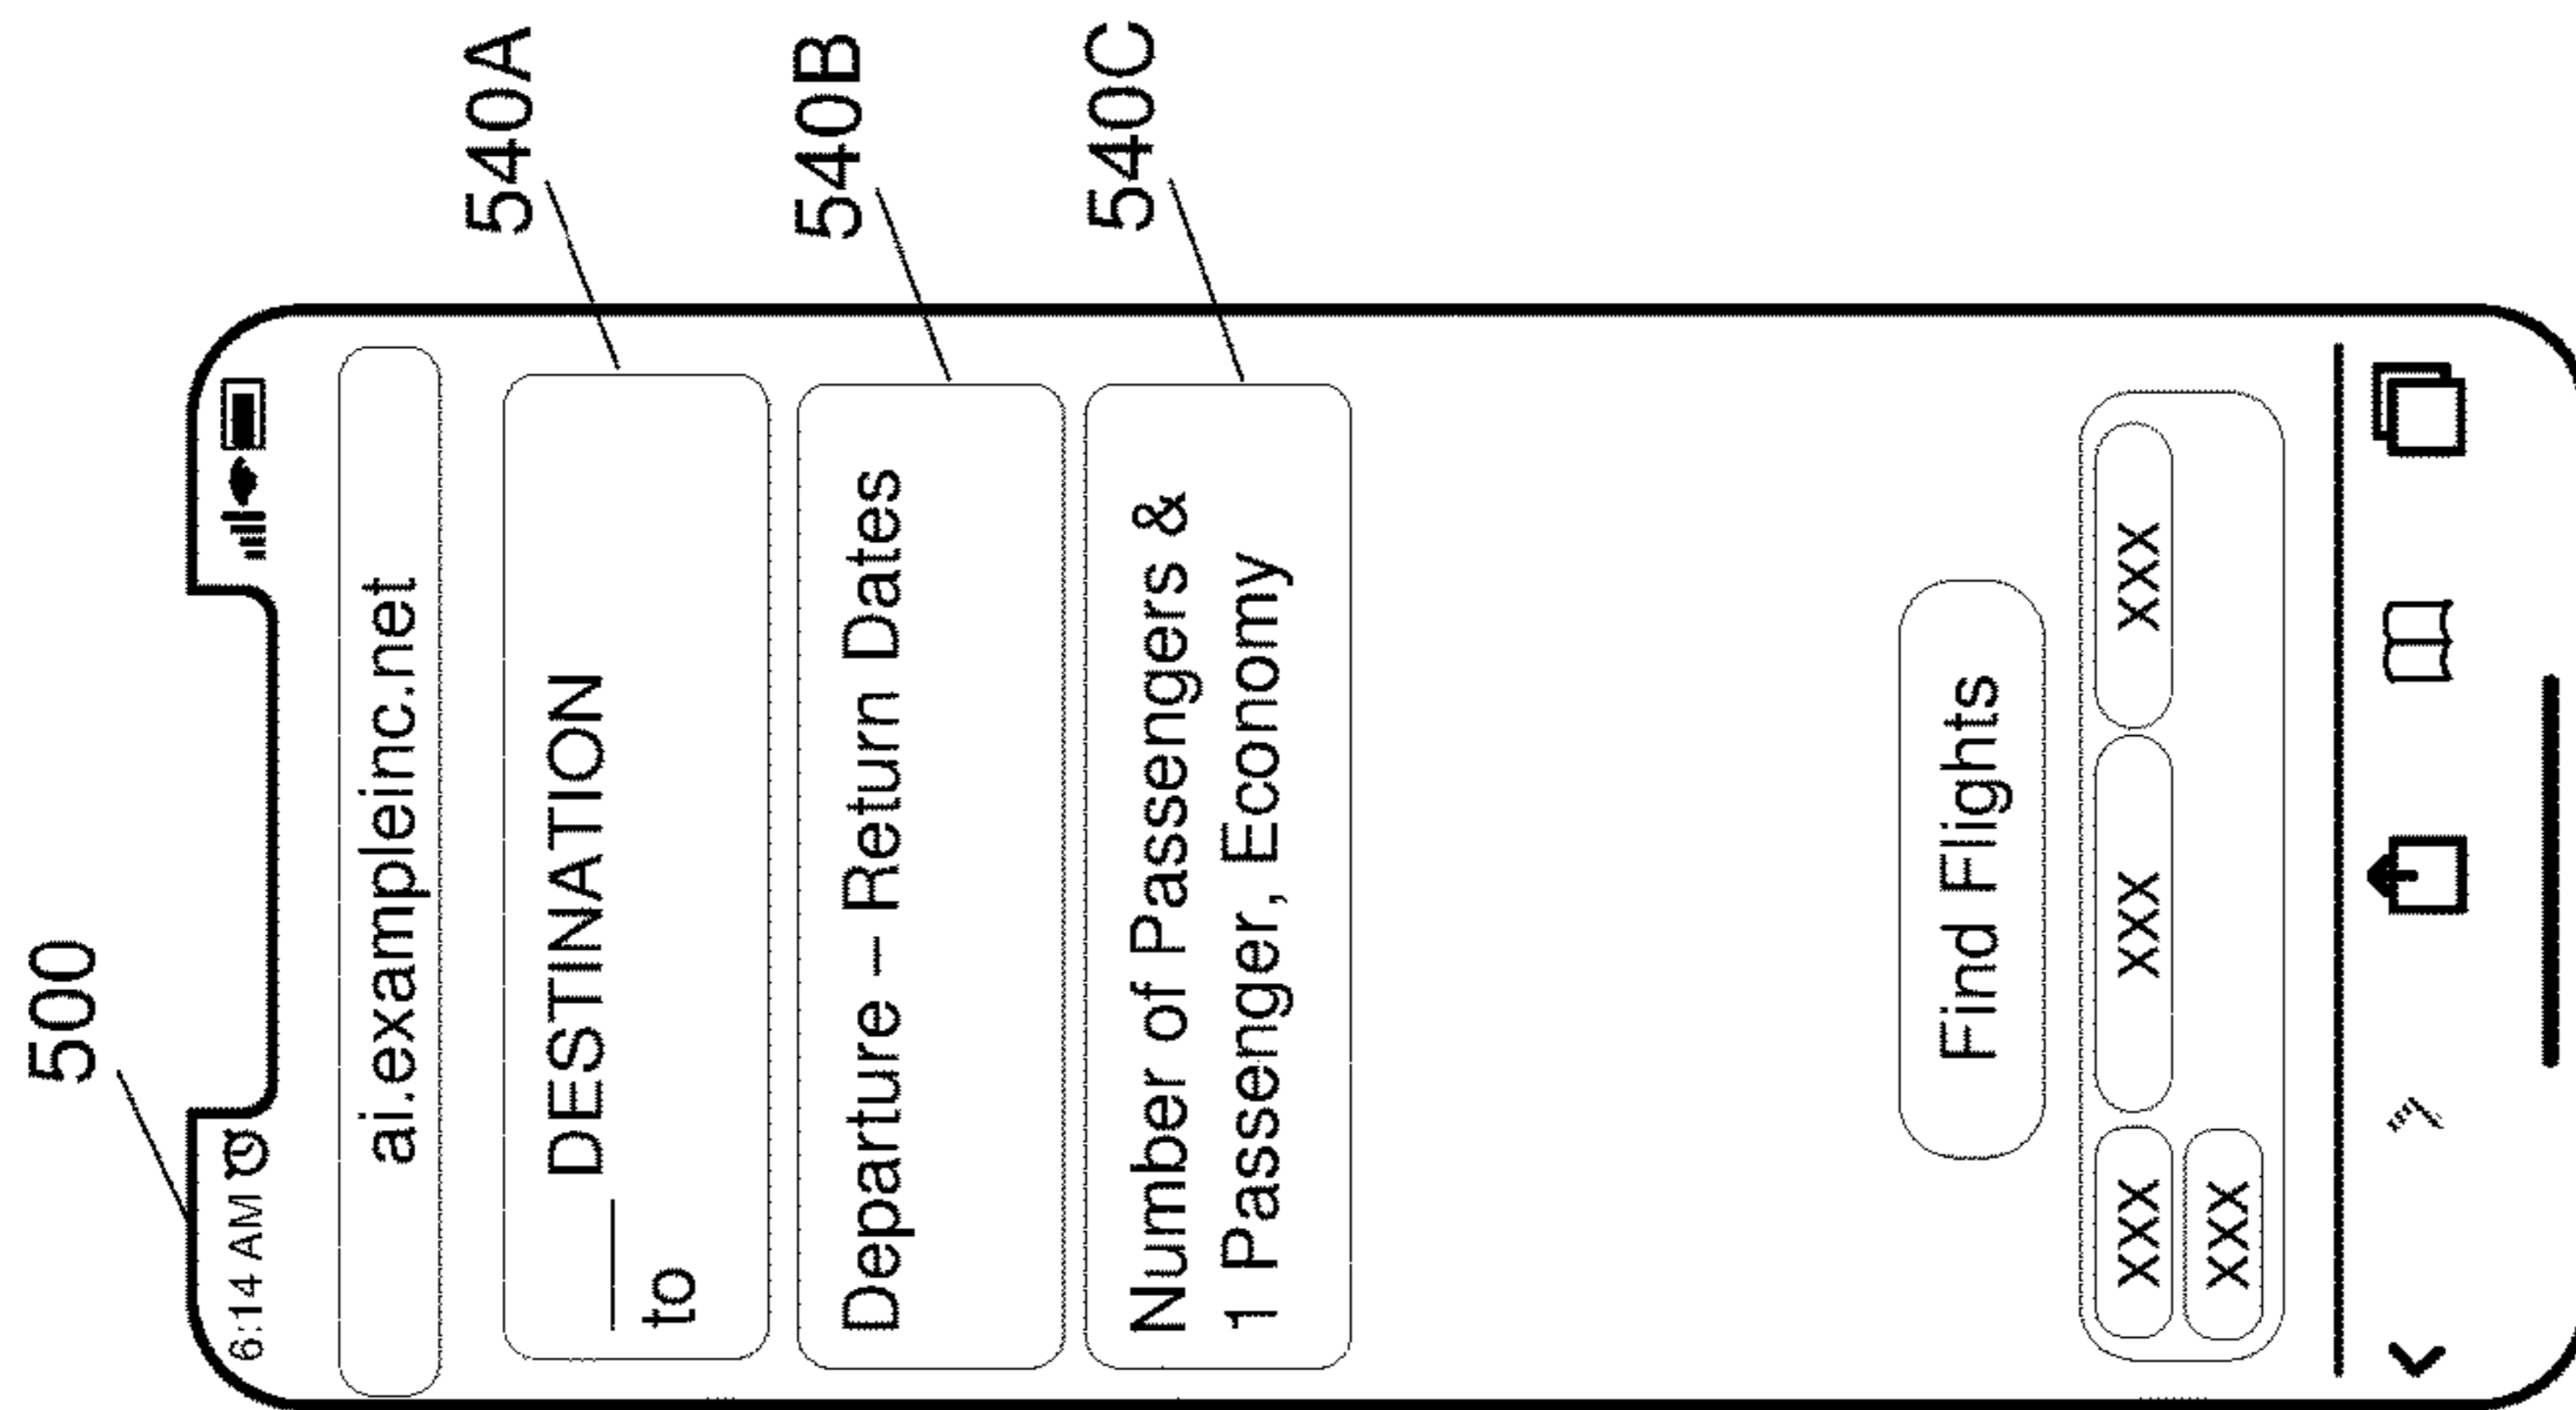 500
6:14 AM
ai.exampleinc.net
___ DESTINATION
to
540A
Departure – Return Dates
540B
Number of Passengers &
1 Passenger, Economy
540C
Find Flights
XXX XXX XXX
XXX